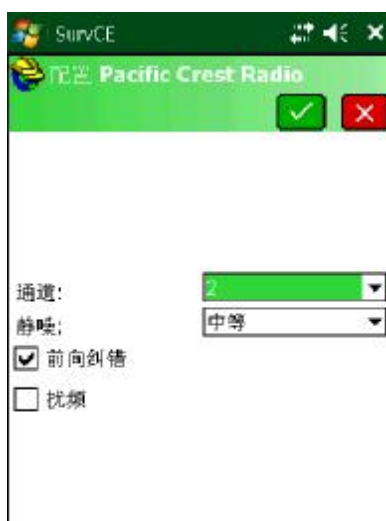 SurvCE
配置 Pacific Crest Radio
通道: 2
静噪: 中等
前向纠错
扰频